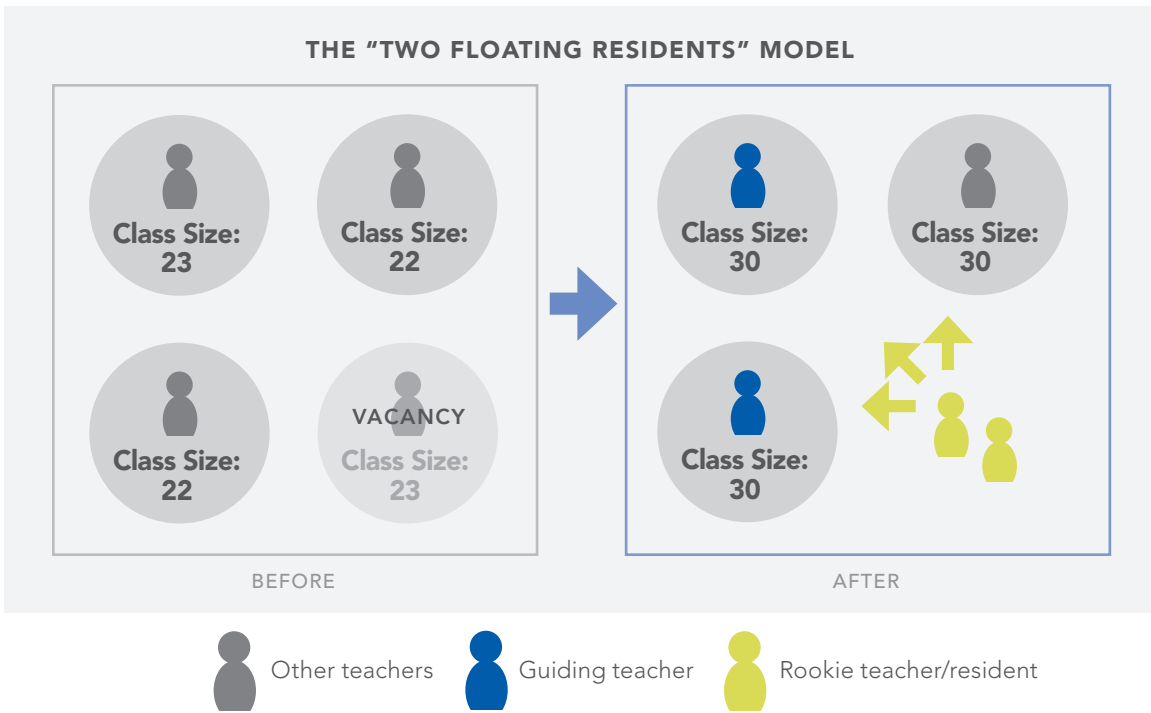 THE “TWO FLOATING RESIDENTS” MODEL
Class Size:
23
Class Size:
22
Class Size:
22
VACANCY
Class Size:
23
BEFORE
Class Size:
30
Class Size:
30
Class Size:
30
AFTER
Other teachers
Guiding teacher
Rookie teacher/resident